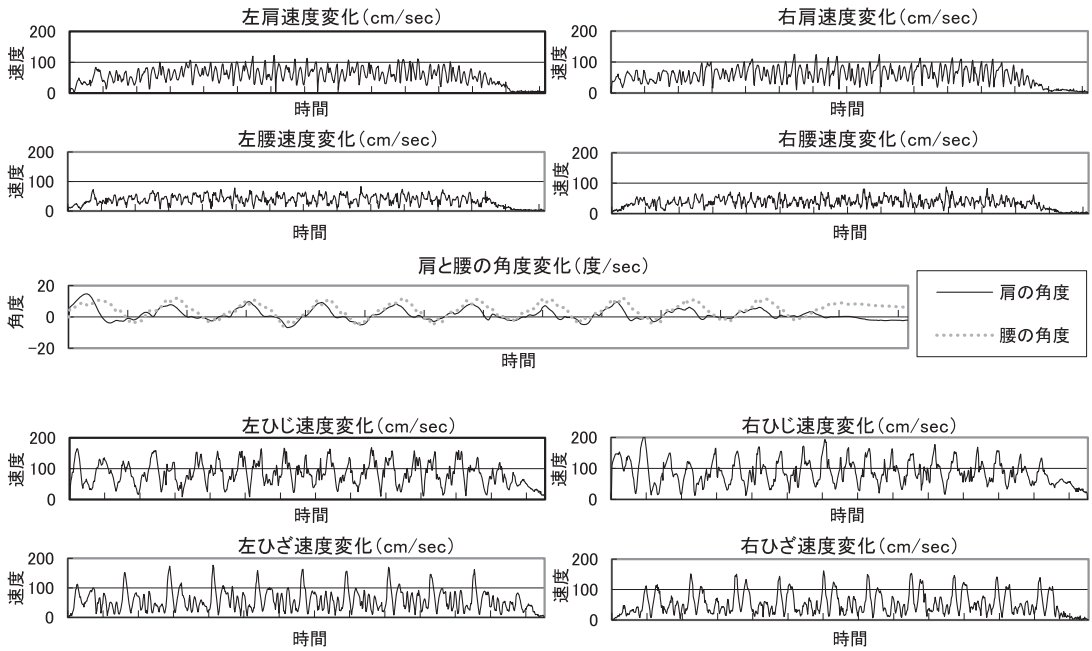 左肩速度変化(cm/sec)
200
100
0
速度
時間
右肩速度変化(cm/sec)
200
100
0
速度
時間
左腰速度変化(cm/sec)
200
100
0
速度
時間
右腰速度変化(cm/sec)
200
100
0
速度
時間
肩と腰の角度変化(度/sec)
20
0
-20
角度
時間
肩の角度
腰の角度
左ひじ速度変化(cm/sec)
200
100
0
速度
時間
右ひじ速度変化(cm/sec)
200
100
0
速度
時間
左ひざ速度変化(cm/sec)
200
100
0
速度
時間
右ひざ速度変化(cm/sec)
200
100
0
速度
時間